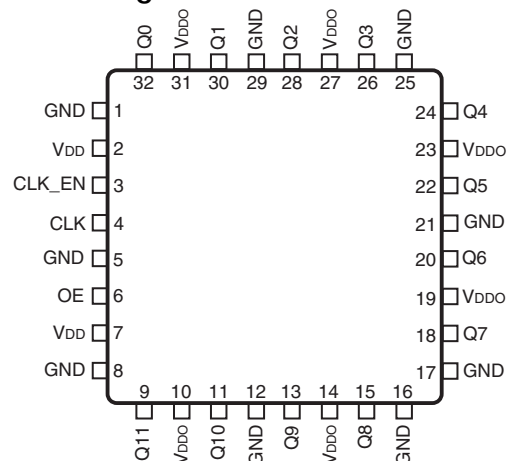 Q0 VDDO Q1 GND Q2 VDDO Q3 GND
32 31 30 29 28 27 26 25
GND 1 24 Q4
VDD 2 23 VDDO
CLK_EN 3 22 Q5
CLK 4 21 GND
GND 5 20 Q6
OE 6 19 VDDO
VDD 7 18 Q7
GND 8 17 GND
9 10 11 12 13 14 15 16
Q11 VDDO Q10 GND Q9 VDDO Q8 GND